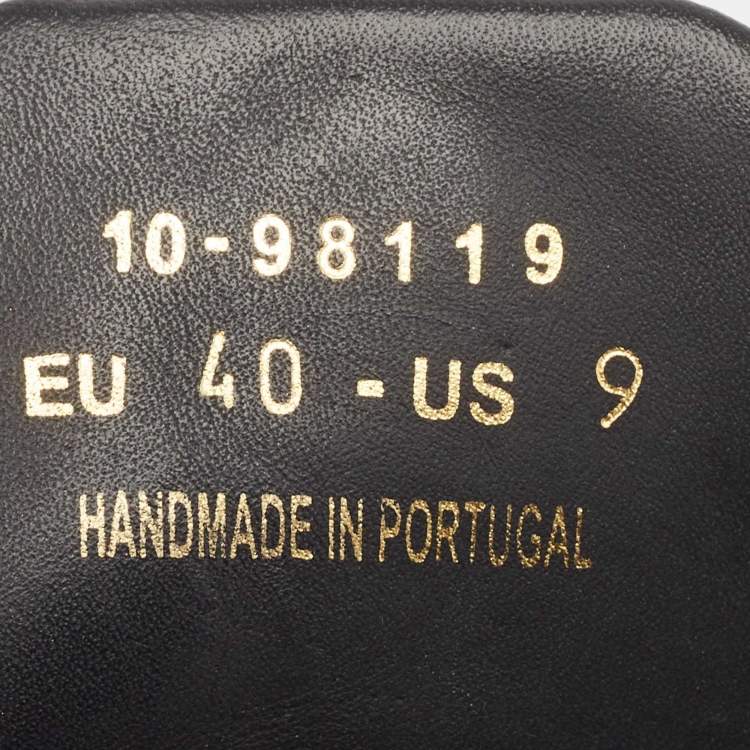 10-98119
EU 40 - US 9
HANDMADE IN PORTUGAL